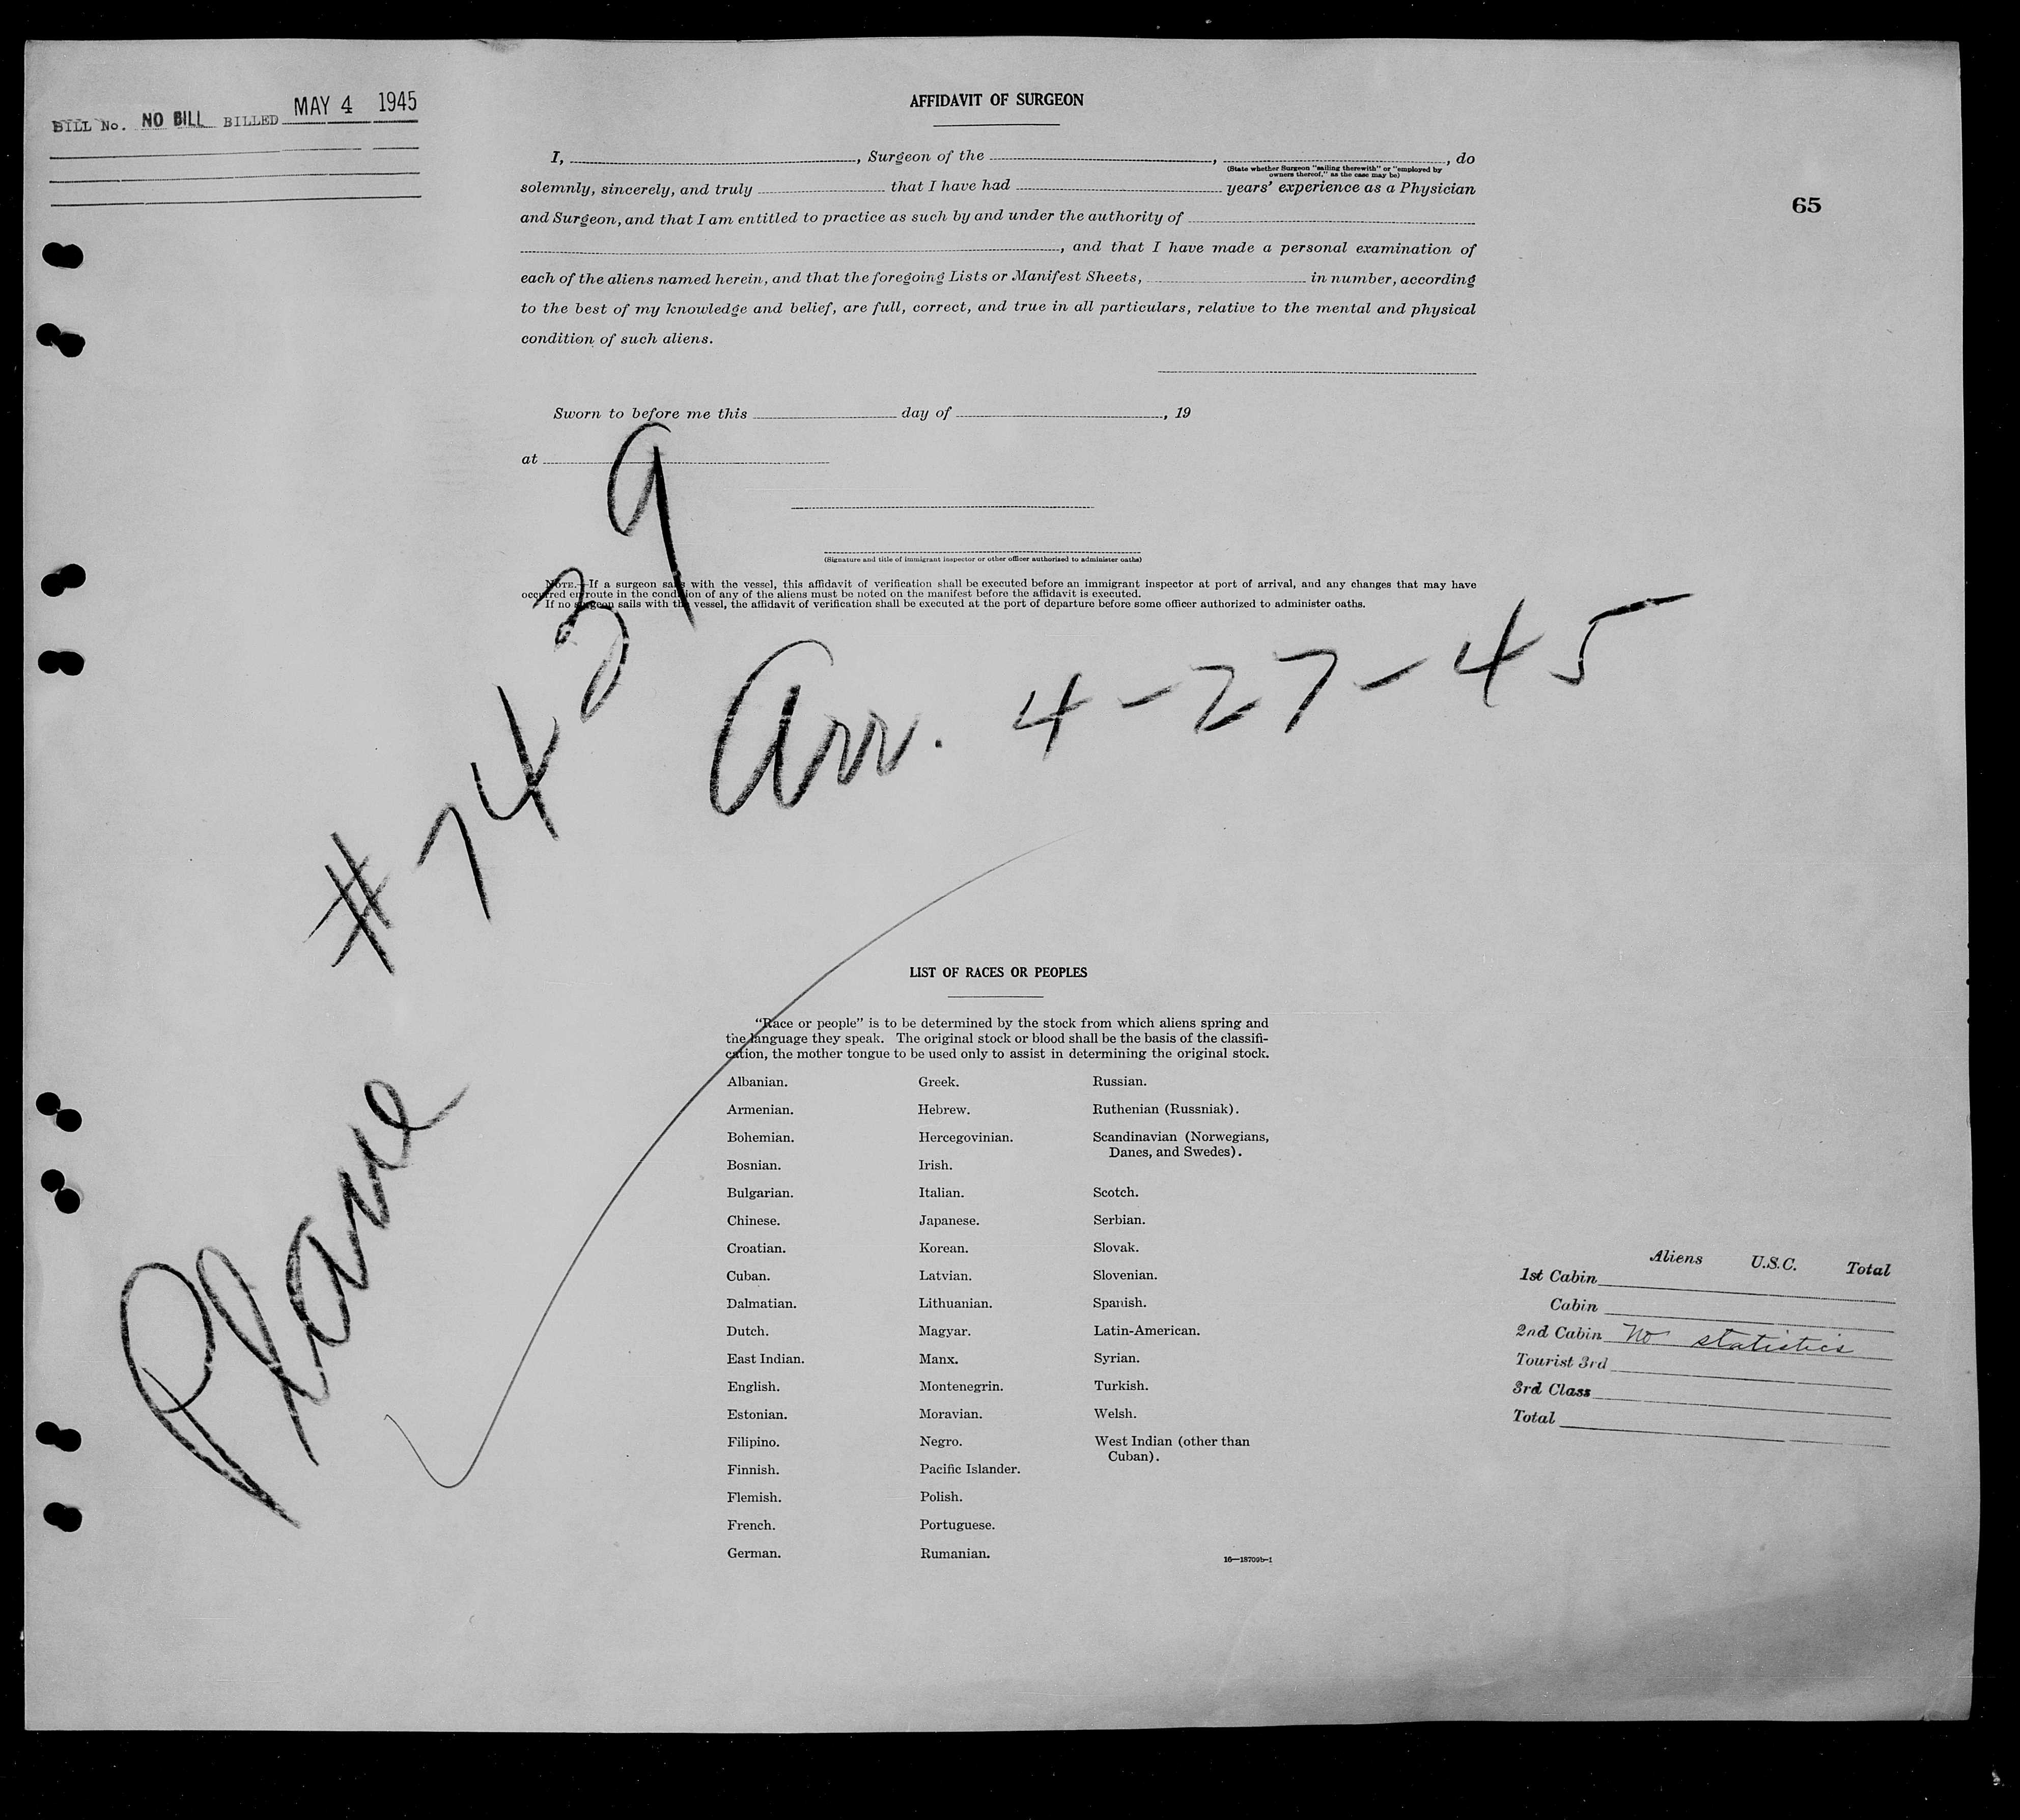 BILL No. NO BILL BILLED MAY 4 1945
AFFIDAVIT OF SURGEON
65
I, , Surgeon of the , , do
(State whether Surgeon "sailing therewith" or "employed by
owners thereof," as the case may be)
solemnly, sincerely, and truly that I have had years' experience as a Physician
and Surgeon, and that I am entitled to practice as such by and under the authority of
, and that I have made a personal examination of
each of the aliens named herein, and that the foregoing Lists or Manifest Sheets, in number, according
to the best of my knowledge and belief, are full, correct, and true in all particulars, relative to the mental and physical
condition of such aliens.
Sworn to before me this day of , 19
at
(Signature and title of immigrant inspector or other officer authorized to administer oaths)
NOTE.—If a surgeon sails with the vessel, this affidavit of verification shall be executed before an immigrant inspector at port of arrival, and any changes that may have
occurred en route in the condition of any of the aliens must be noted on the manifest before the affidavit is executed.
If no surgeon sails with the vessel, the affidavit of verification shall be executed at the port of departure before some officer authorized to administer oaths.
Plane #7439
Arr. 4-27-45
LIST OF RACES OR PEOPLES
"Race or people" is to be determined by the stock from which aliens spring and
the language they speak. The original stock or blood shall be the basis of the classifi-
cation, the mother tongue to be used only to assist in determining the original stock.
Albanian. Greek. Russian.
Armenian. Hebrew. Ruthenian (Russniak).
Bohemian. Hercegovinian. Scandinavian (Norwegians,
Danes, and Swedes).
Bosnian. Irish.
Bulgarian. Italian. Scotch.
Chinese. Japanese. Serbian.
Croatian. Korean. Slovak.
Cuban. Latvian. Slovenian.
Dalmatian. Lithuanian. Spanish.
Dutch. Magyar. Latin-American.
East Indian. Manx. Syrian.
English. Montenegrin. Turkish.
Estonian. Moravian. Welsh.
Filipino. Negro. West Indian (other than
Cuban).
Finnish. Pacific Islander.
Flemish. Polish.
French. Portuguese.
German. Rumanian.
16—18709b-1
Aliens U.S.C. Total
1st Cabin
Cabin
2nd Cabin No statistics
Tourist 3rd
3rd Class
Total